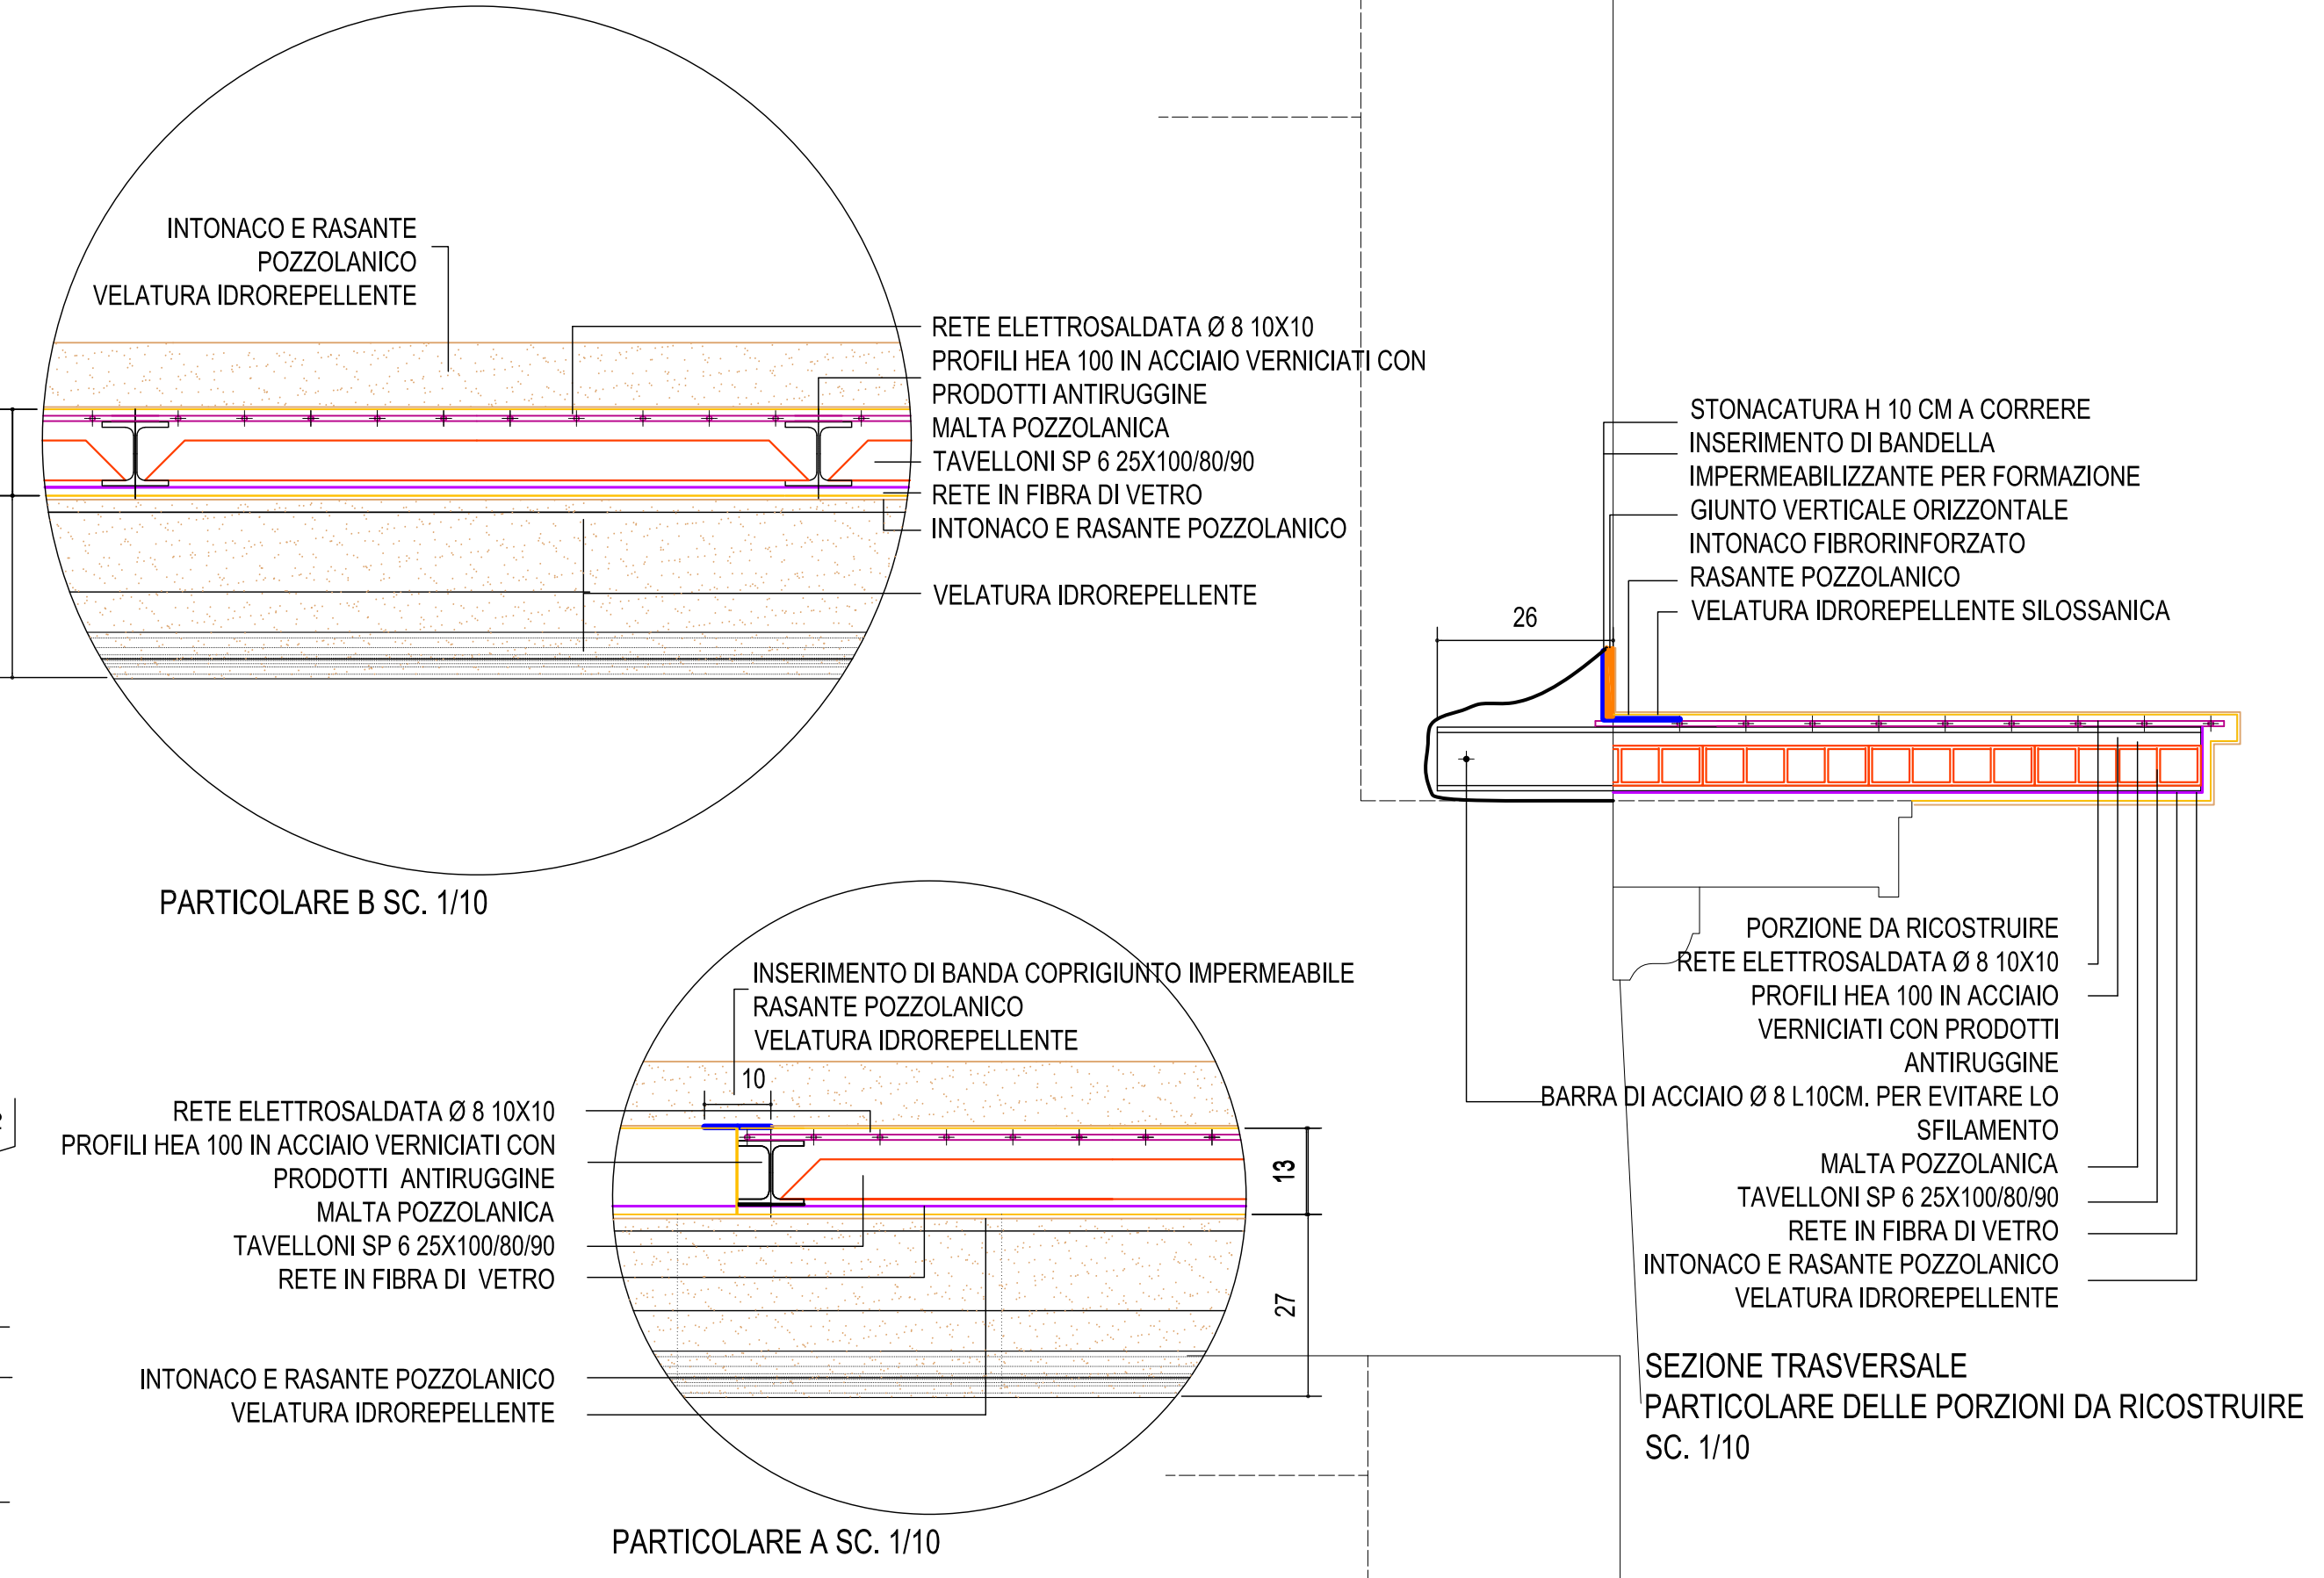 INTONACO E RASANTE
POZZOLANICO
VELATURA IDROREPELLENTE
RETE ELETTROSALDATA Ø 8 10X10
PROFILI HEA 100 IN ACCIAIO VERNICIATI CON
PRODOTTI ANTIRUGGINE
MALTA POZZOLANICA
TAVELLONI SP 6 25X100/80/90
RETE IN FIBRA DI VETRO
INTONACO E RASANTE POZZOLANICO
VELATURA IDROREPELLENTE
PARTICOLARE B SC. 1/10
STONACATURA H 10 CM A CORRERE
INSERIMENTO DI BANDELLA
IMPERMEABILIZZANTE PER FORMAZIONE
GIUNTO VERTICALE ORIZZONTALE
INTONACO FIBRORINFORZATO
RASANTE POZZOLANICO
VELATURA IDROREPELLENTE SILOSSANICA
26
PORZIONE DA RICOSTRUIRE
RETE ELETTROSALDATA Ø 8 10X10
PROFILI HEA 100 IN ACCIAIO
VERNICIATI CON PRODOTTI
ANTIRUGGINE
BARRA DI ACCIAIO Ø 8 L10CM. PER EVITARE LO
SFILAMENTO
MALTA POZZOLANICA
TAVELLONI SP 6 25X100/80/90
RETE IN FIBRA DI VETRO
INTONACO E RASANTE POZZOLANICO
VELATURA IDROREPELLENTE
SEZIONE TRASVERSALE
PARTICOLARE DELLE PORZIONI DA RICOSTRUIRE
SC. 1/10
INSERIMENTO DI BANDA COPRIGIUNTO IMPERMEABILE
RASANTE POZZOLANICO
VELATURA IDROREPELLENTE
10
RETE ELETTROSALDATA Ø 8 10X10
PROFILI HEA 100 IN ACCIAIO VERNICIATI CON
PRODOTTI ANTIRUGGINE
MALTA POZZOLANICA
TAVELLONI SP 6 25X100/80/90
RETE IN FIBRA DI VETRO
13
27
INTONACO E RASANTE POZZOLANICO
VELATURA IDROREPELLENTE
PARTICOLARE A SC. 1/10